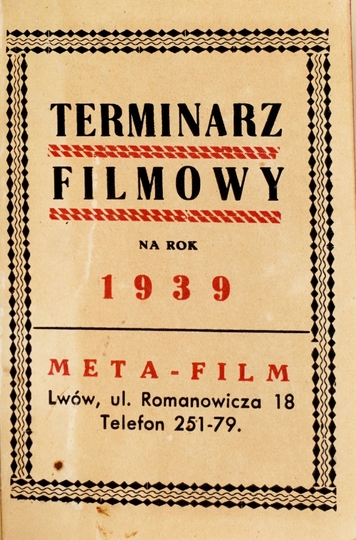 TERMINARZ
FILMOWY
NA ROK
1939
META-FILM
Lwów, ul. Romanowicza 18
Telefon 251-79.